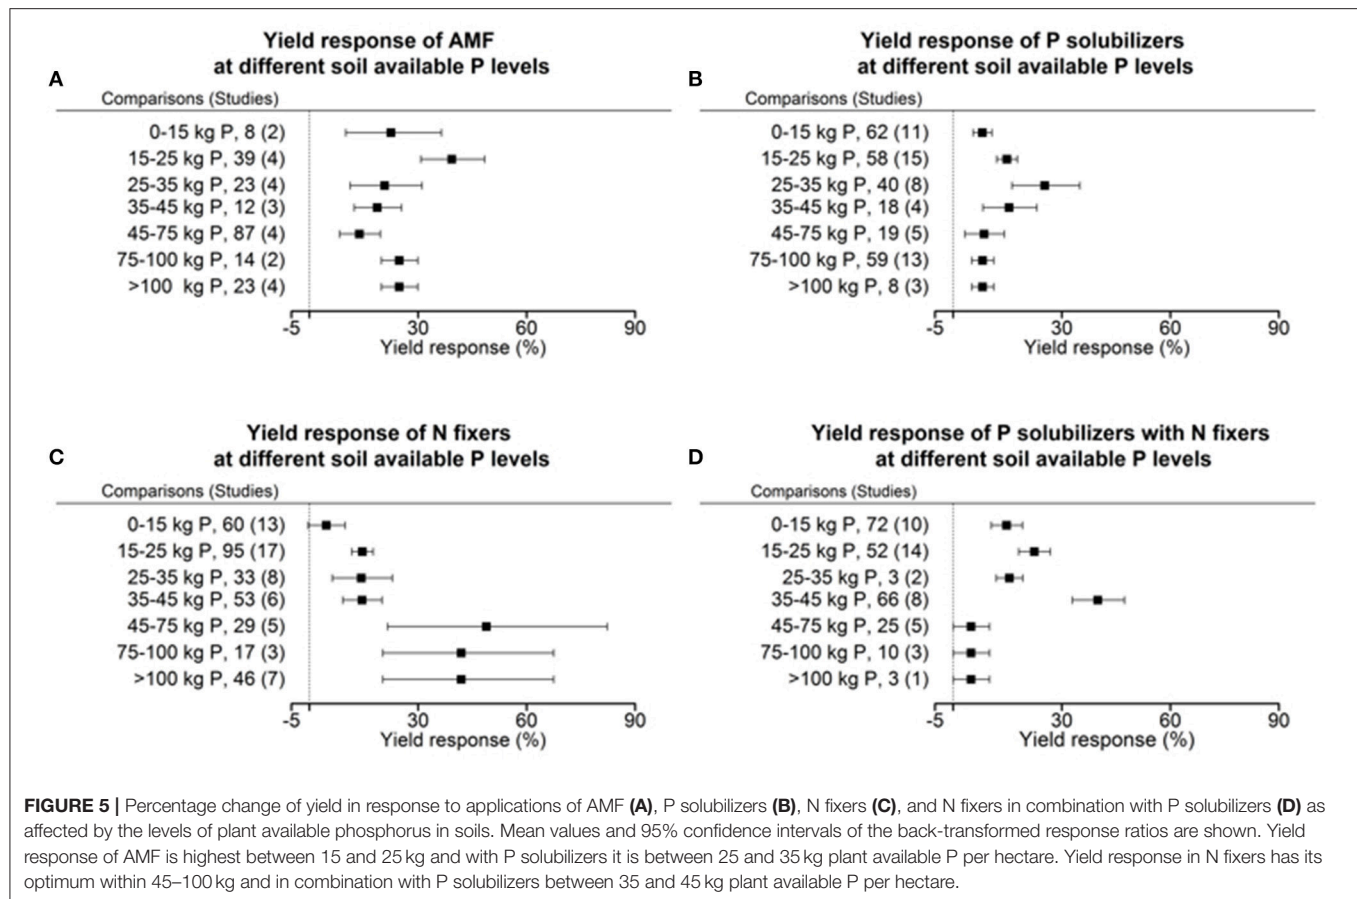 Yield response of AMF
at different soil available P levels
A
Comparisons (Studies)
0-15 kg P, 8 (2)
15-25 kg P, 39 (4)
25-35 kg P, 23 (4)
35-45 kg P, 12 (3)
45-75 kg P, 87 (4)
75-100 kg P, 14 (2)
>100 kg P, 23 (4)
-5 30 60 90
Yield response (%)
Yield response of P solubilizers
at different soil available P levels
B
Comparisons (Studies)
0-15 kg P, 62 (11)
15-25 kg P, 58 (15)
25-35 kg P, 40 (8)
35-45 kg P, 18 (4)
45-75 kg P, 19 (5)
75-100 kg P, 59 (13)
>100 kg P, 8 (3)
-5 30 60 90
Yield response (%)
Yield response of N fixers
at different soil available P levels
C
Comparisons (Studies)
0-15 kg P, 60 (13)
15-25 kg P, 95 (17)
25-35 kg P, 33 (8)
35-45 kg P, 53 (6)
45-75 kg P, 29 (5)
75-100 kg P, 17 (3)
>100 kg P, 46 (7)
-5 30 60 90
Yield response (%)
Yield response of P solubilizers with N fixers
at different soil available P levels
D
Comparisons (Studies)
0-15 kg P, 72 (10)
15-25 kg P, 52 (14)
25-35 kg P, 3 (2)
35-45 kg P, 66 (8)
45-75 kg P, 25 (5)
75-100 kg P, 10 (3)
>100 kg P, 3 (1)
-5 30 60 90
Yield response (%)
FIGURE 5 | Percentage change of yield in response to applications of AMF (A), P solubilizers (B), N fixers (C), and N fixers in combination with P solubilizers (D) as
affected by the levels of plant available phosphorus in soils. Mean values and 95% confidence intervals of the back-transformed response ratios are shown. Yield
response of AMF is highest between 15 and 25 kg and with P solubilizers it is between 25 and 35 kg plant available P per hectare. Yield response in N fixers has its
optimum within 45–100 kg and in combination with P solubilizers between 35 and 45 kg plant available P per hectare.